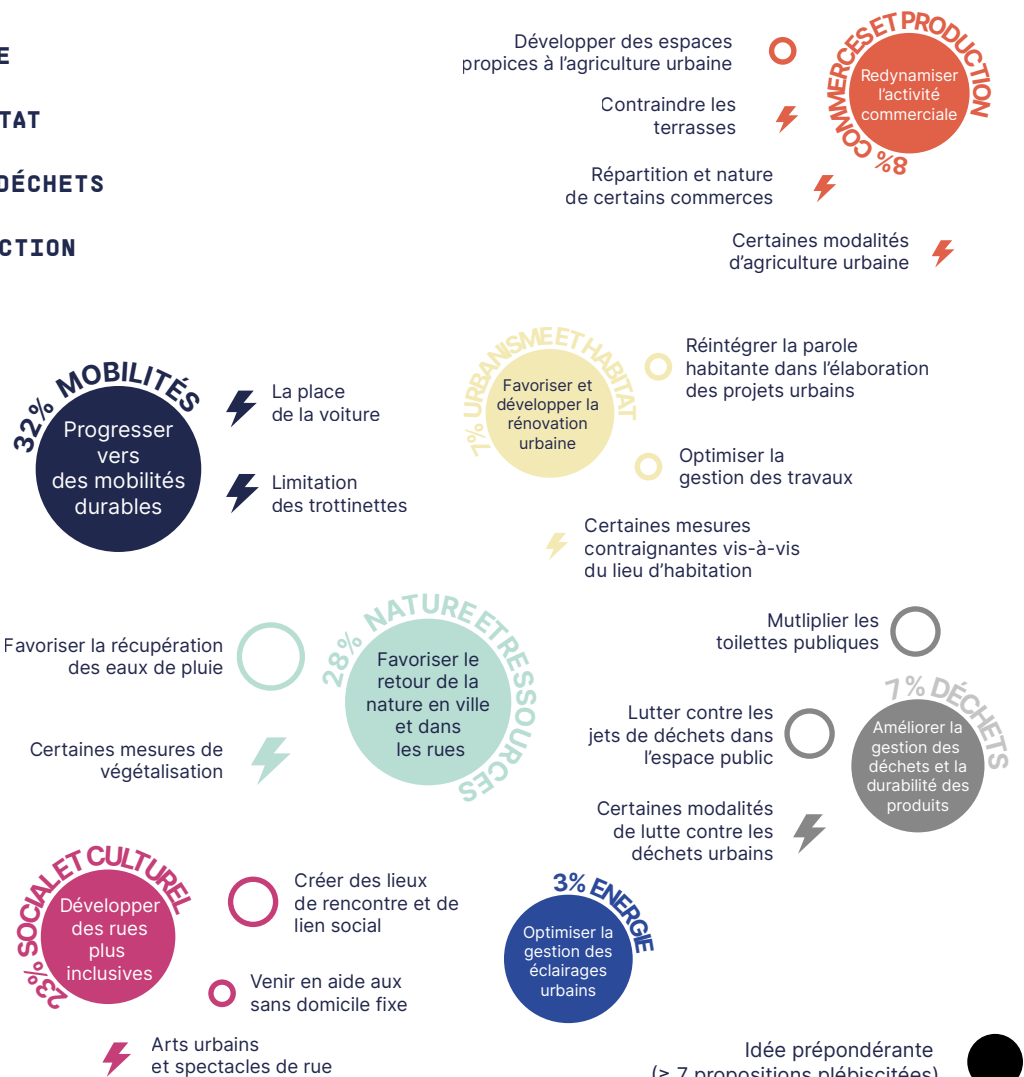 E
TAT
DÉCHETS
CTION
Développer des espaces
propices à l’agriculture urbaine
Contraindre les
terrasses
Répartition et nature
de certains commerces
Certaines modalités
d’agriculture urbaine
8% COMMERCES ET PRODUCTION
Redynamiser
l’activité
commerciale
32% MOBILITÉS
Progresser
vers
des mobilités
durables
La place
de la voiture
Limitation
des trottinettes
7% URBANISME ET HABITAT
Favoriser et
développer la
rénovation
urbaine
Réintégrer la parole
habitante dans l’élaboration
des projets urbains
Optimiser la
gestion des travaux
Certaines mesures
contraignantes vis-à-vis
du lieu d’habitation
Favoriser la récupération
des eaux de pluie
Certaines mesures de
végétalisation
28% NATURE ET RESSOURCES
Favoriser le
retour de la
nature en ville
et dans
les rues
Mutiplier les
toilettes publiques
Lutter contre les
jets de déchets dans
l’espace public
Certaines modalités
de lutte contre les
déchets urbains
7% DÉCHETS
Améliorer la
gestion des
déchets et la
durabilité des
produits
23% SOCIAL ET CULTUREL
Développer
des rues
plus
inclusives
Créer des lieux
de rencontre et de
lien social
Venir en aide aux
sans domicile fixe
Arts urbains
et spectacles de rue
3% ENERGIE
Optimiser la
gestion des
éclairages
urbains
Idée prépondérante
(≥ 7 propositions plébiscitées)